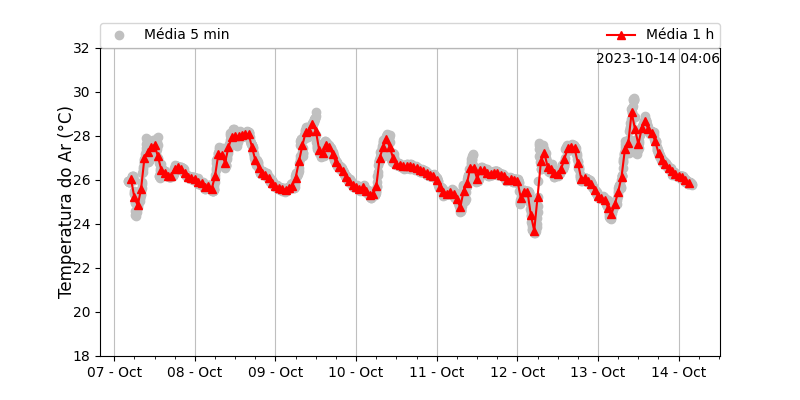 Média 5 min
Média 1 h
2023-10-14 04:06
Temperatura do Ar (°C)
32
30
28
26
24
22
20
18
07 - Oct
08 - Oct
09 - Oct
10 - Oct
11 - Oct
12 - Oct
13 - Oct
14 - Oct